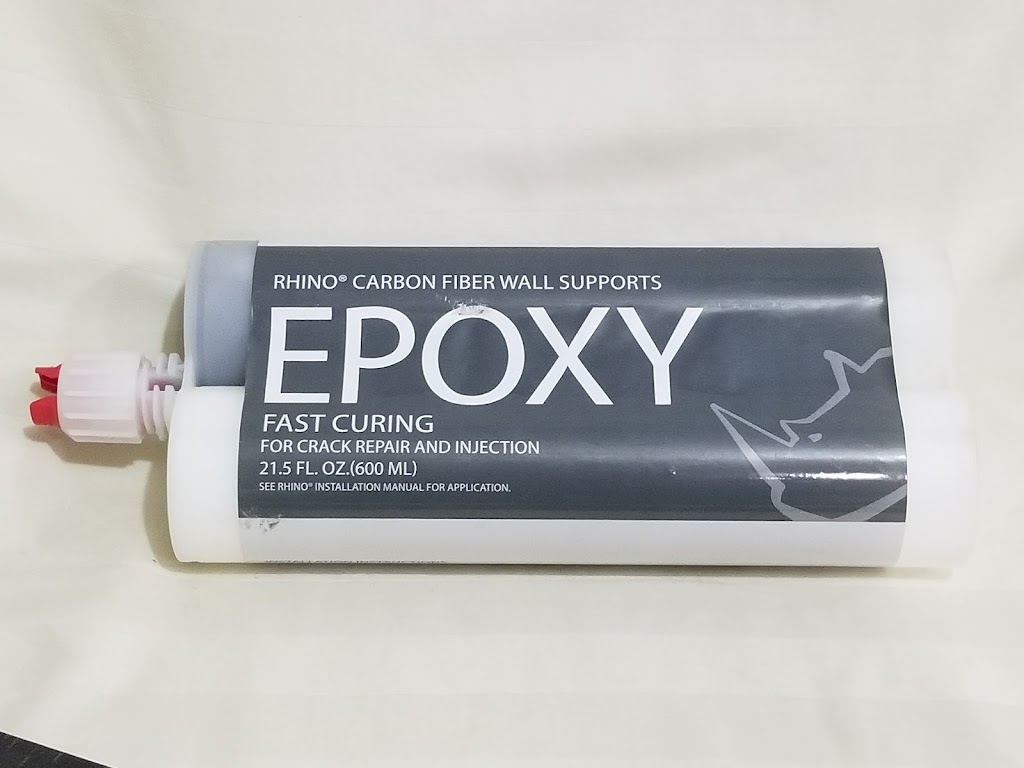 RHINO® CARBON FIBER WALL SUPPORTS
EPOXY
FAST CURING
FOR CRACK REPAIR AND INJECTION
21.5 FL. OZ.(600 ML)
SEE RHINO® INSTALLATION MANUAL FOR APPLICATION.